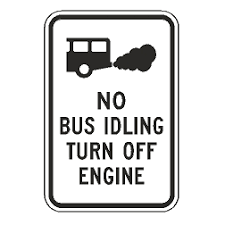 NO
BUS IDLING
TURN OFF
ENGINE